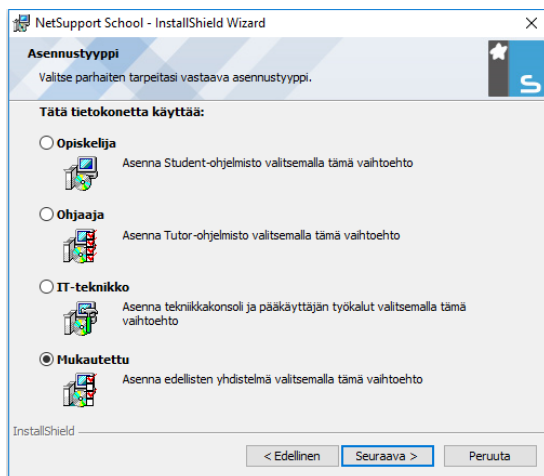 NetSupport School - InstallShield Wizard
Asennustyyppi
Valitse parhaiten tarpeitasi vastaava asennustyyppi.
S
Tätä tietokonetta käyttää:
Opiskelija
Asenna Student-ohjelmisto valitsemalla tämä vaihtoehto
Ohjaaja
Asenna Tutor-ohjelmisto valitsemalla tämä vaihtoehto
IT-teknikko
Asenna tekniikkakonsoli ja pääkäyttäjän työkalut valitsemalla tämä
vaihtoehto
Mukautettu
Asenna edellisten yhdistelmä valitsemalla tämä vaihtoehto
InstallShield
< Edellinen
Seuraava >
Peruuta